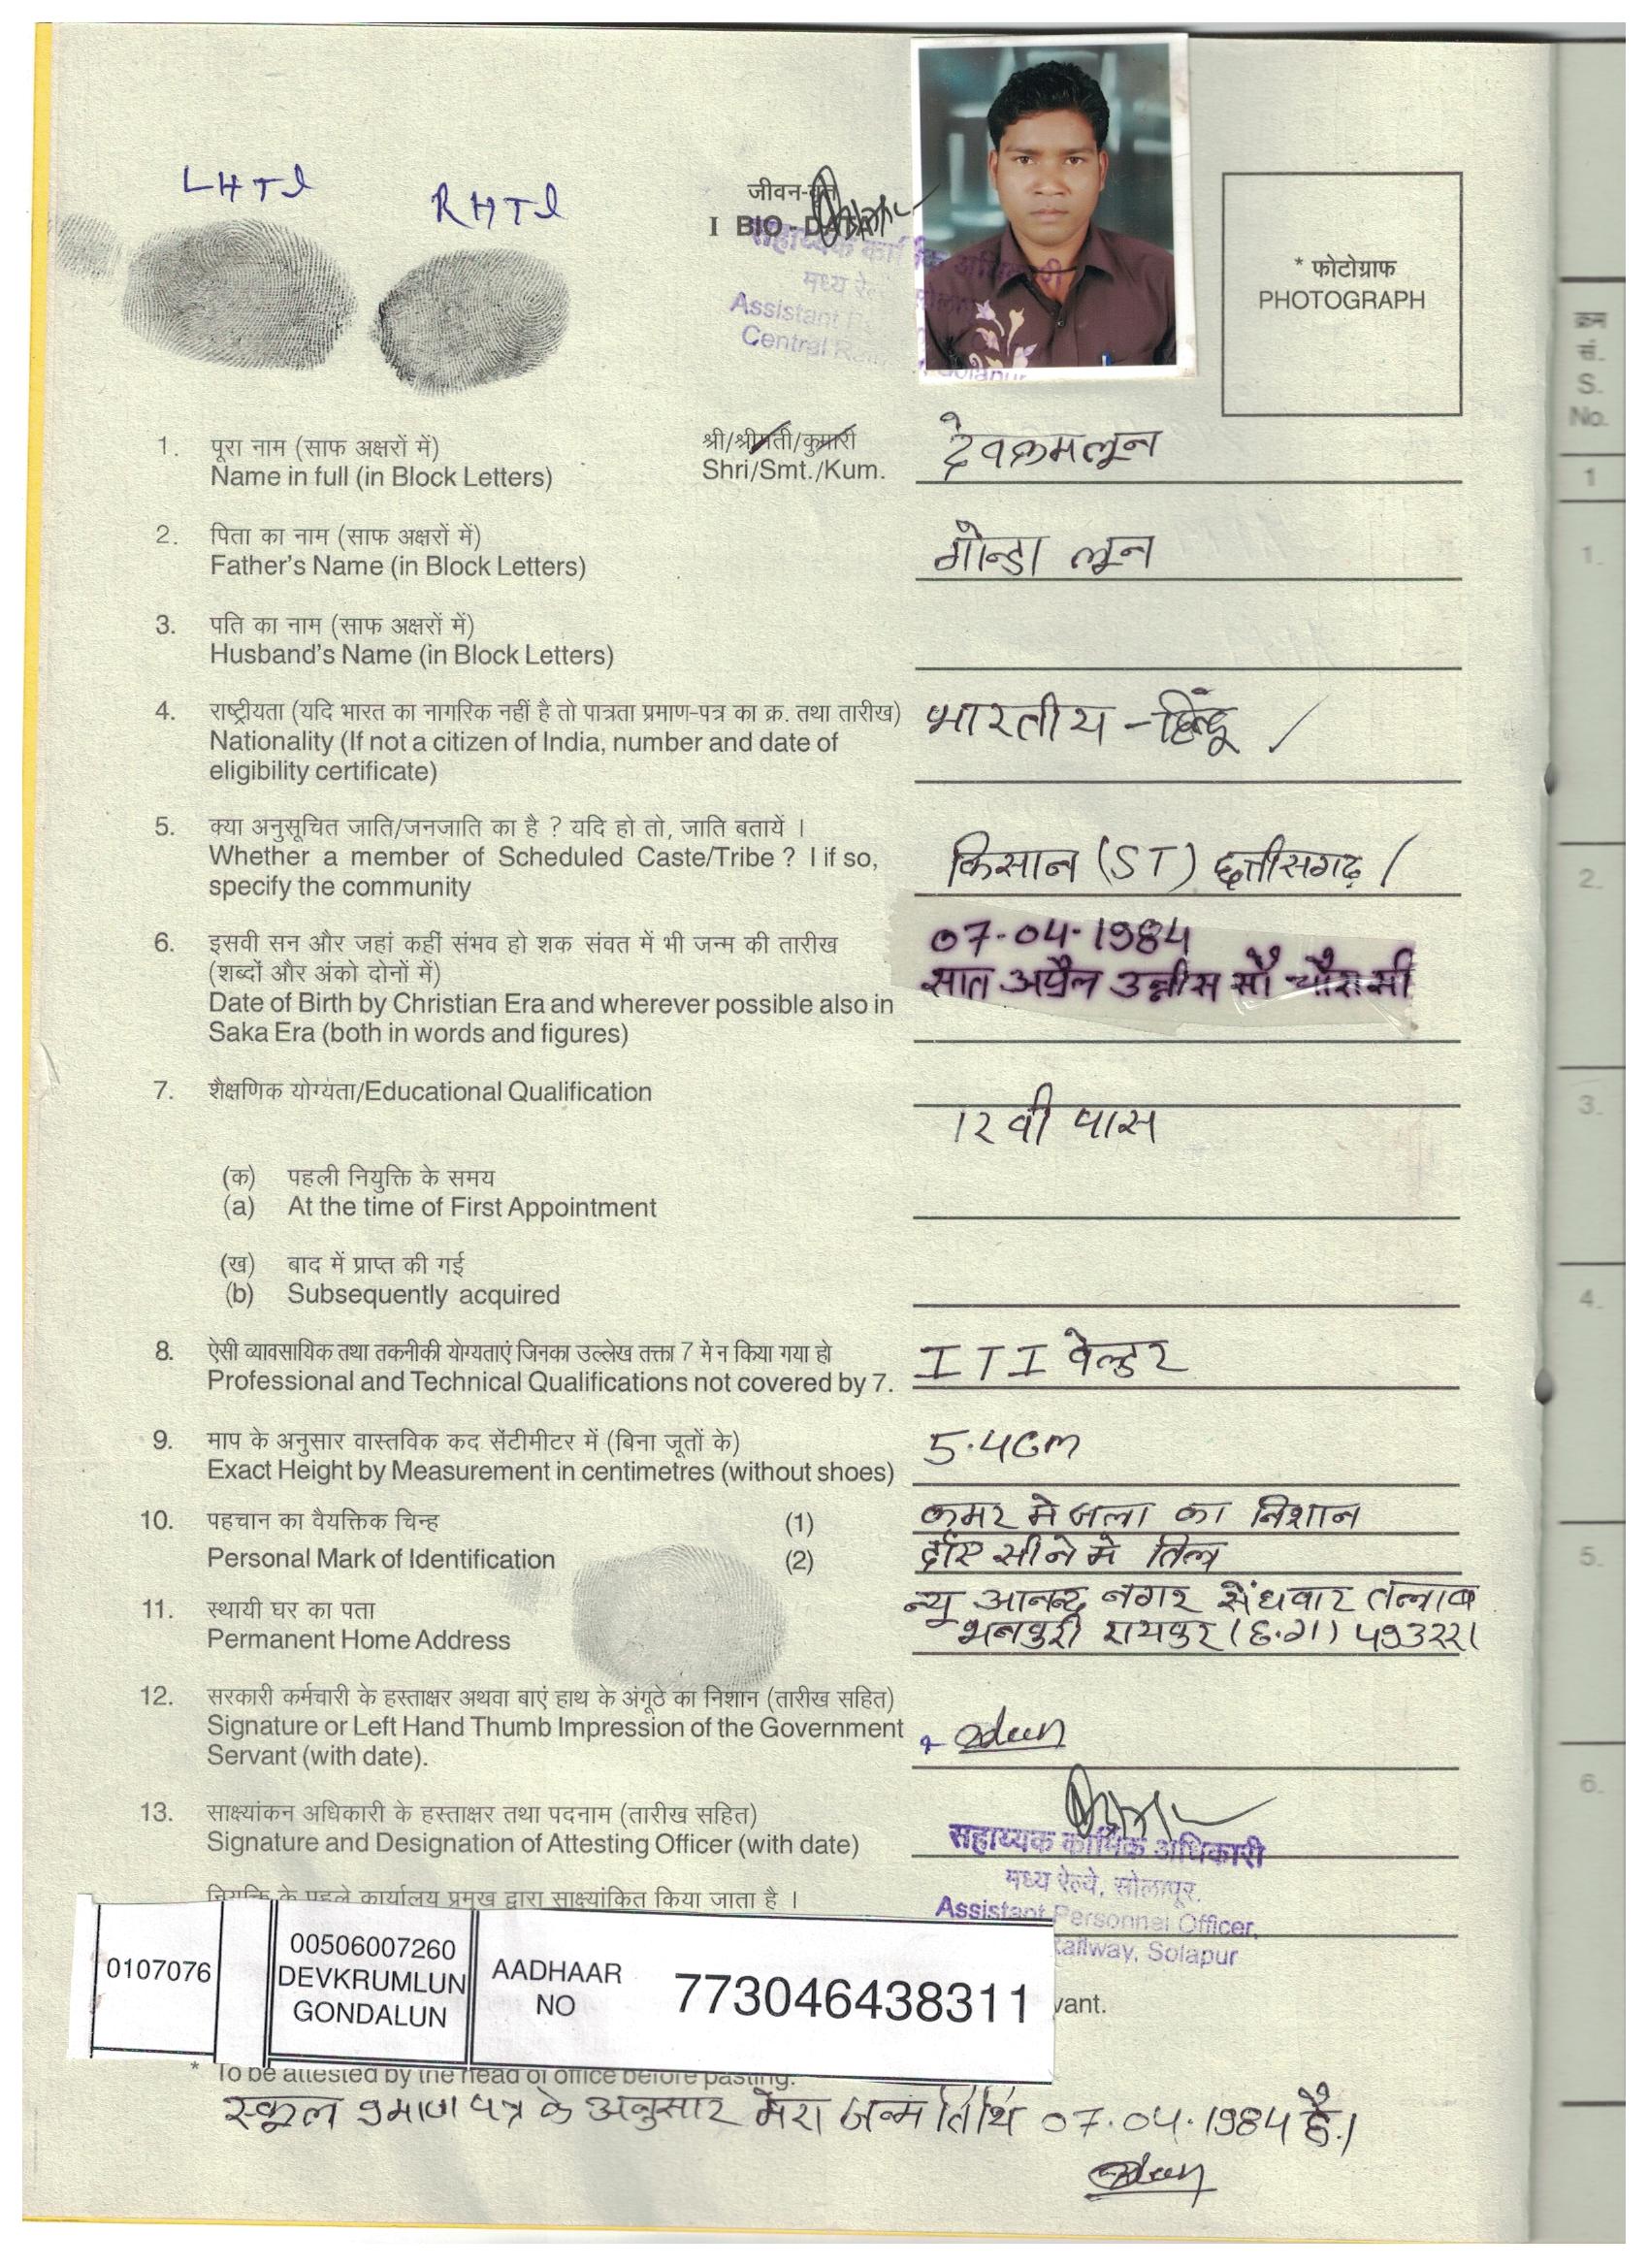 LHTI
RHTI
जीवन-वृत्त
I BIO - DATA
सहाय्यक कार्मिक अधिकारी
मध्य रे
Assistant
Central
Solapur
* फोटोग्राफ
PHOTOGRAPH
क्रम
सं.
S.
No.
1
1. पूरा नाम (साफ अक्षरों में) श्री/श्रीमती/कुमारी देवक्रमलून
Name in full (in Block Letters) Shri/Smt./Kum.
2. पिता का नाम (साफ अक्षरों में) गोन्डा लून
Father's Name (in Block Letters)
1.
3. पति का नाम (साफ अक्षरों में)
Husband's Name (in Block Letters)
4. राष्ट्रीयता (यदि भारत का नागरिक नहीं है तो पात्रता प्रमाण-पत्र का क्र. तथा तारीख) भारतीय - हिन्दू /
Nationality (If not a citizen of India, number and date of
eligibility certificate)
5. क्या अनुसूचित जाति/जनजाति का है ? यदि हो तो, जाति बतायें ।
Whether a member of Scheduled Caste/Tribe ? I if so, किसान (ST) छत्तीसगढ़ /
specify the community
2.
6. इसवी सन और जहां कहीं संभव हो शक संवत में भी जन्म की तारीख 07-04-1984
(शब्दों और अंको दोनों में) सात अप्रैल उन्नीस सौ चौरासी
Date of Birth by Christian Era and wherever possible also in
Saka Era (both in words and figures)
7. शैक्षणिक योग्यता/Educational Qualification
12 वी पास
3.
(क) पहली नियुक्ति के समय
(a) At the time of First Appointment
(ख) बाद में प्राप्त की गई
(b) Subsequently acquired
4.
8. ऐसी व्यावसायिक तथा तकनीकी योग्यताएं जिनका उल्लेख तक्ता 7 में न किया गया हो ITI वेल्डर
Professional and Technical Qualifications not covered by 7.
9. माप के अनुसार वास्तविक कद सेंटीमीटर में (बिना जूतों के) 5.4cm
Exact Height by Measurement in centimetres (without shoes)
10. पहचान का वैयक्तिक चिन्ह (1) कमर मे जला का निशान
Personal Mark of Identification (2) दाँए सीने मे तिल
5.
11. स्थायी घर का पता न्यू आनन्द नगर सेंधवार तलाब
Permanent Home Address भनपुरी रायपुर (छ.ग) 493221
12. सरकारी कर्मचारी के हस्ताक्षर अथवा बाएं हाथ के अंगूठे का निशान (तारीख सहित)
Signature or Left Hand Thumb Impression of the Government
Servant (with date).
6.
13. साक्ष्यांकन अधिकारी के हस्ताक्षर तथा पदनाम (तारीख सहित)
Signature and Designation of Attesting Officer (with date)
सहाय्यक कार्मिक अधिकारी
मध्य रेल्वे, सोलापूर.
नियुक्ति के पहले कार्यालय प्रमुख द्वारा साक्ष्यांकित किया जाता है ।
Assistant Personnel Officer,
Railway, Solapur
0107076
00506007260
DEVKRUMLUN
GONDALUN
AADHAAR
NO
773046438311
vant.
* To be attested by the head of office before pasting.
स्कूल प्रमाण पत्र के अनुसार मेरा जन्म तिथि 07.04.1984 है.।